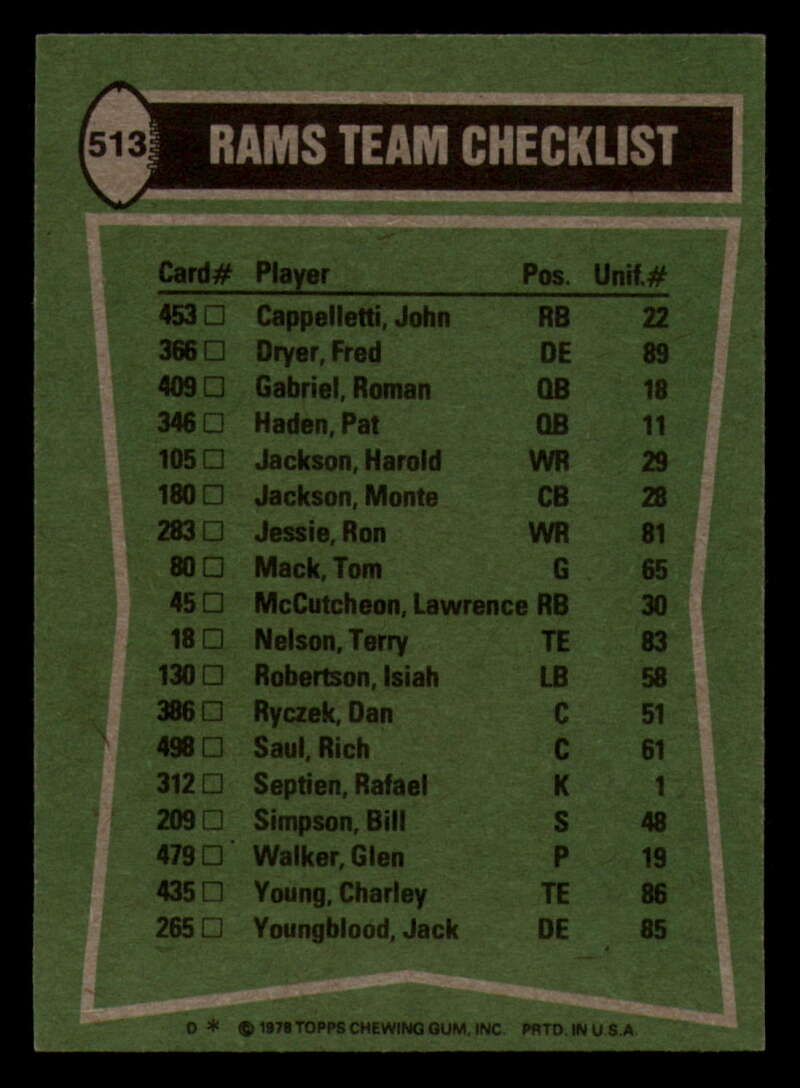 513 RAMS TEAM CHECKLIST
Card# Player Pos. Unif.#
453 □ Cappelletti, John RB 22
366 □ Dryer, Fred DE 89
409 □ Gabriel, Roman QB 18
346 □ Haden, Pat QB 11
105 □ Jackson, Harold WR 29
180 □ Jackson, Monte CB 28
283 □ Jessie, Ron WR 81
80 □ Mack, Tom G 65
45 □ McCutcheon, Lawrence RB 30
18 □ Nelson, Terry TE 83
130 □ Robertson, Isiah LB 58
386 □ Ryczek, Dan C 51
498 □ Saul, Rich C 61
312 □ Septien, Rafael K 1
209 □ Simpson, Bill S 48
479 □ Walker, Glen P 19
435 □ Young, Charley TE 86
265 □ Youngblood, Jack DE 85
D * © 1978 TOPPS CHEWING GUM, INC. PRTD. IN U.S.A.